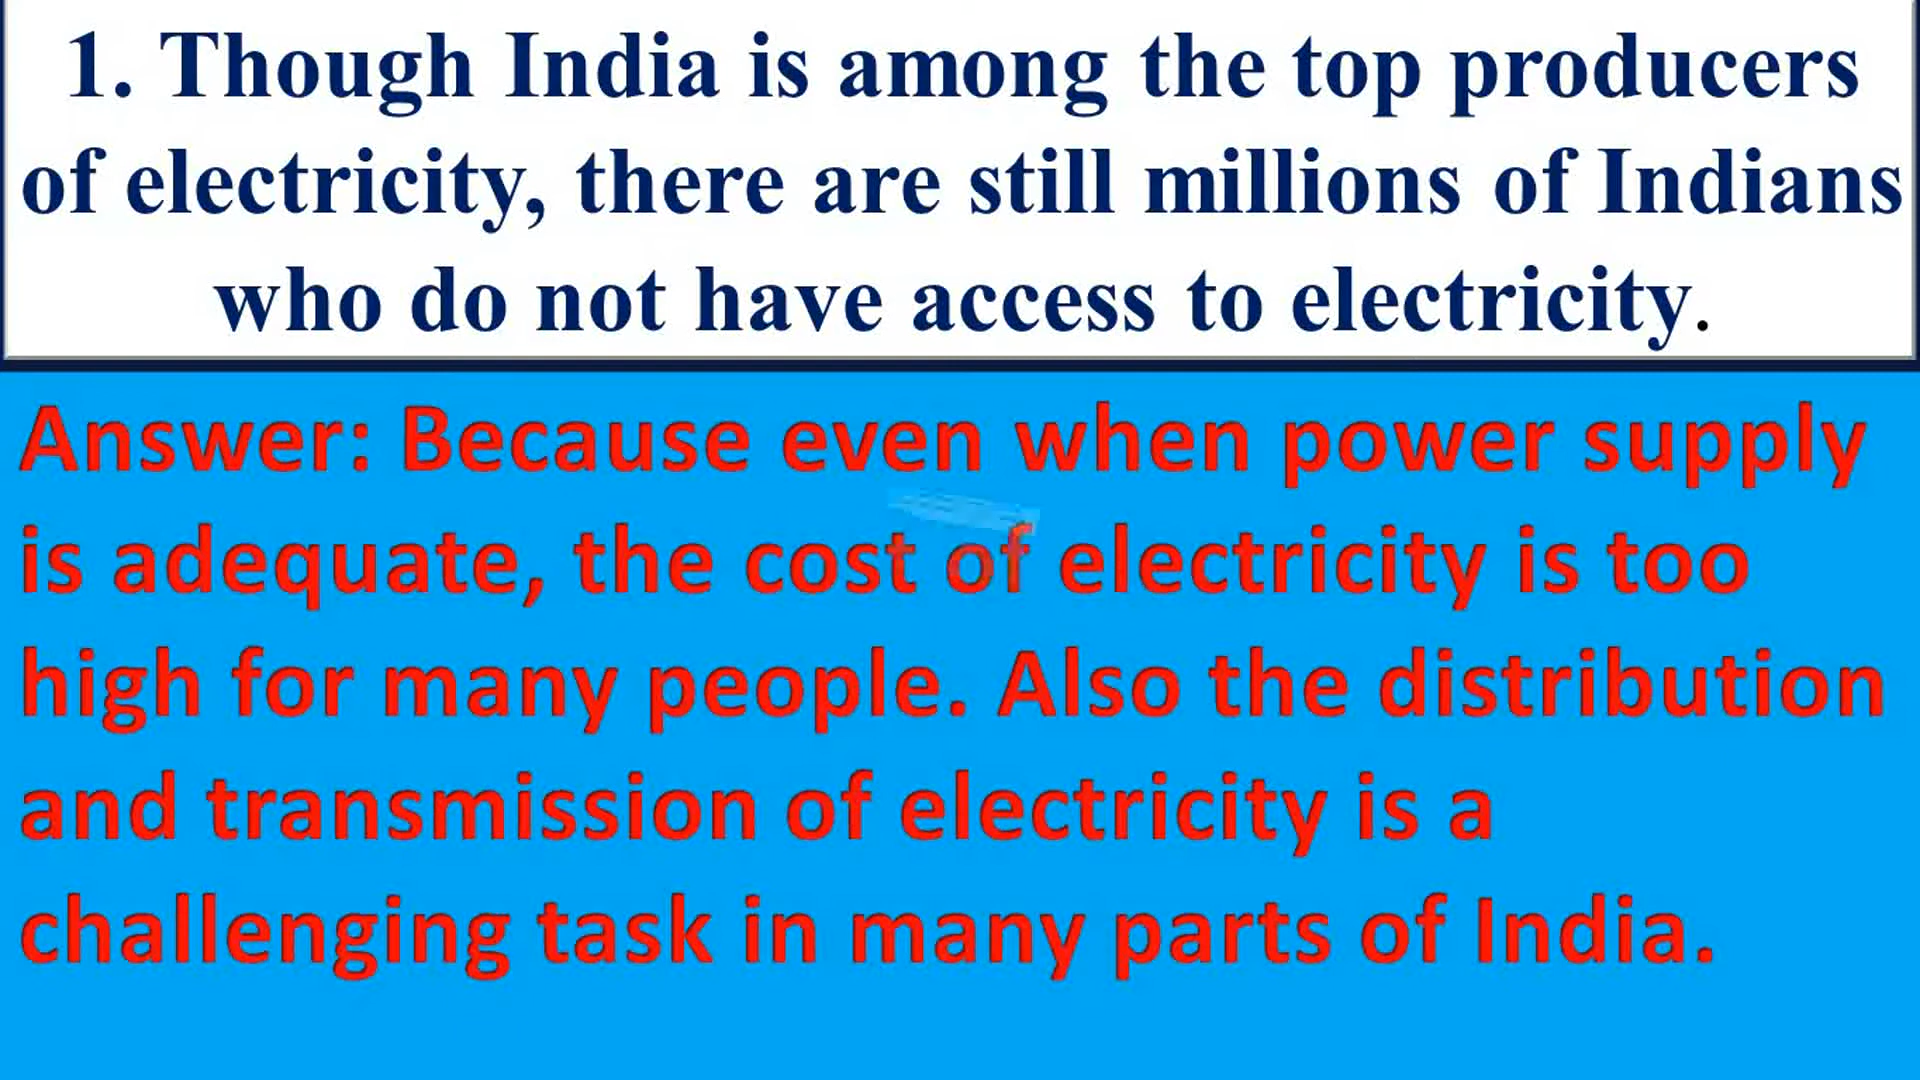 1. Though India is among the top producers
of electricity, there are still millions of Indians
who do not have access to electricity.
Answer: Because even when power supply
is adequate, the cost of electricity is too
high for many people. Also the distribution
and transmission of electricity is a
challenging task in many parts of India.